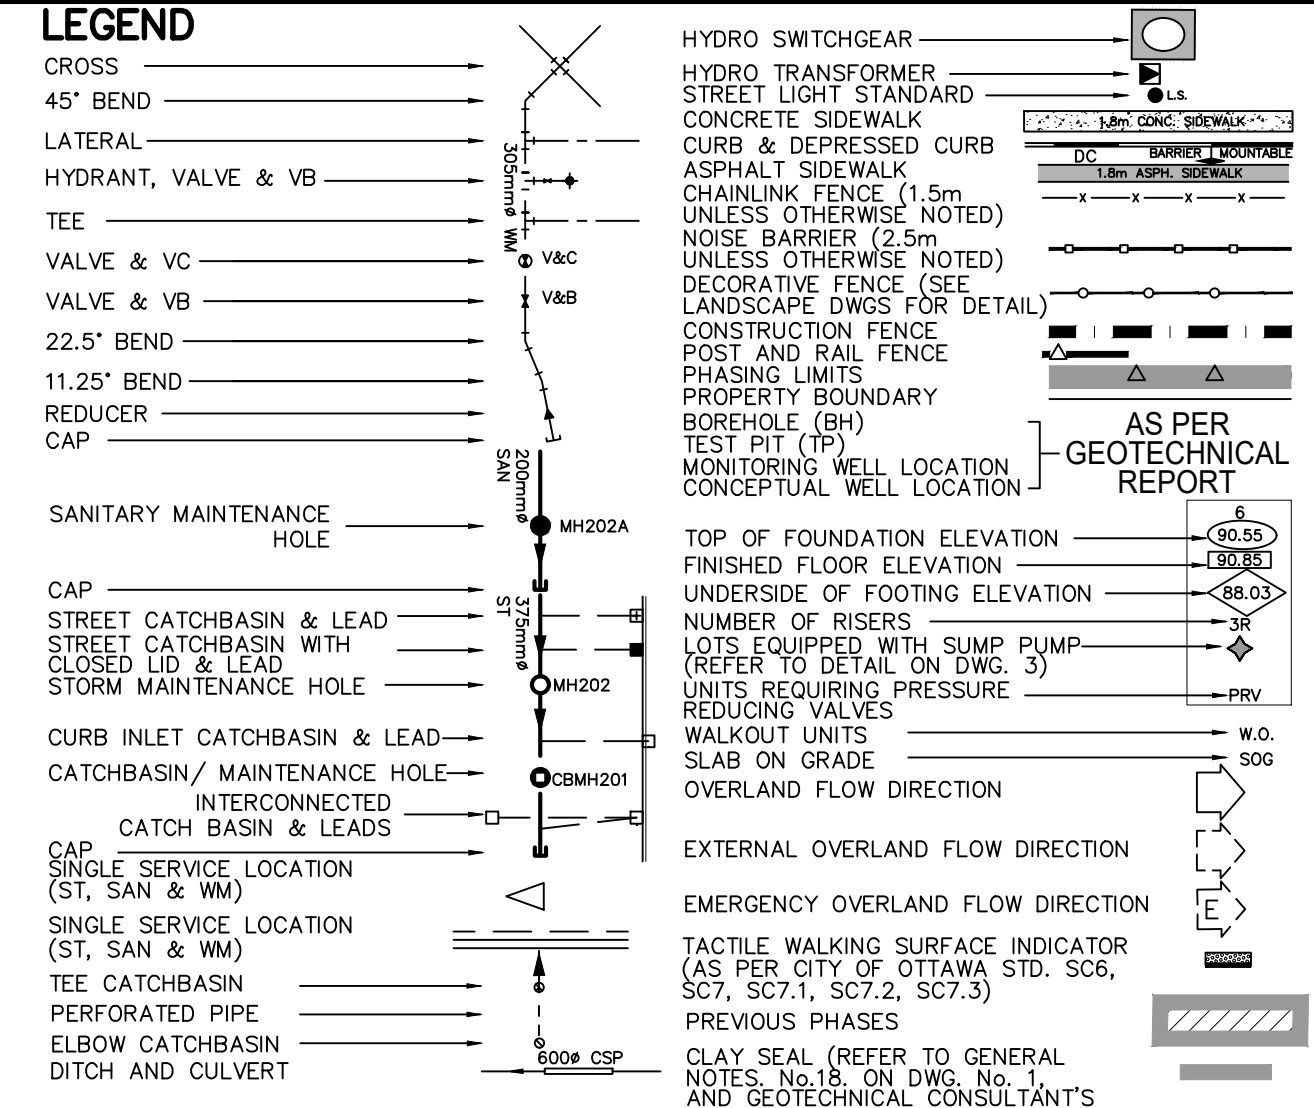 LEGEND
CROSS
45° BEND
LATERAL
HYDRANT, VALVE & VB
TEE
VALVE & VC
VALVE & VB
22.5° BEND
11.25° BEND
REDUCER
CAP
305mmø WM
V&C
V&B
SANITARY MAINTENANCE
HOLE
200mmø
SAN
MH202A
CAP
STREET CATCHBASIN & LEAD
STREET CATCHBASIN WITH
CLOSED LID & LEAD
STORM MAINTENANCE HOLE
375mmø
ST
MH202
CURB INLET CATCHBASIN & LEAD
CATCHBASIN/ MAINTENANCE HOLE
CBMH201
INTERCONNECTED
CATCH BASIN & LEADS
CAP
SINGLE SERVICE LOCATION
(ST, SAN & WM)
SINGLE SERVICE LOCATION
(ST, SAN & WM)
TEE CATCHBASIN
PERFORATED PIPE
ELBOW CATCHBASIN
600ø CSP
DITCH AND CULVERT
HYDRO SWITCHGEAR
HYDRO TRANSFORMER
STREET LIGHT STANDARD
L.S.
CONCRETE SIDEWALK
1.8m CONC. SIDEWALK
CURB & DEPRESSED CURB
DC BARRIER MOUNTABLE
ASPHALT SIDEWALK
1.8m ASPH. SIDEWALK
CHAINLINK FENCE (1.5m
UNLESS OTHERWISE NOTED)
x x x x
NOISE BARRIER (2.5m
UNLESS OTHERWISE NOTED)
DECORATIVE FENCE (SEE
LANDSCAPE DWGS FOR DETAIL)
CONSTRUCTION FENCE
POST AND RAIL FENCE
PHASING LIMITS
PROPERTY BOUNDARY
BOREHOLE (BH)
TEST PIT (TP)
MONITORING WELL LOCATION
CONCEPTUAL WELL LOCATION
AS PER
GEOTECHNICAL
REPORT
6
TOP OF FOUNDATION ELEVATION
90.55
FINISHED FLOOR ELEVATION
90.85
UNDERSIDE OF FOOTING ELEVATION
88.03
NUMBER OF RISERS
3R
LOTS EQUIPPED WITH SUMP PUMP
(REFER TO DETAIL ON DWG. 3)
UNITS REQUIRING PRESSURE
REDUCING VALVES
PRV
WALKOUT UNITS
W.O.
SLAB ON GRADE
SOG
OVERLAND FLOW DIRECTION
EXTERNAL OVERLAND FLOW DIRECTION
EMERGENCY OVERLAND FLOW DIRECTION
E
TACTILE WALKING SURFACE INDICATOR
(AS PER CITY OF OTTAWA STD. SC6,
SC7, SC7.1, SC7.2, SC7.3)
PREVIOUS PHASES
CLAY SEAL (REFER TO GENERAL
NOTES. No.18. ON DWG. No. 1,
AND GEOTECHNICAL CONSULTANT'S